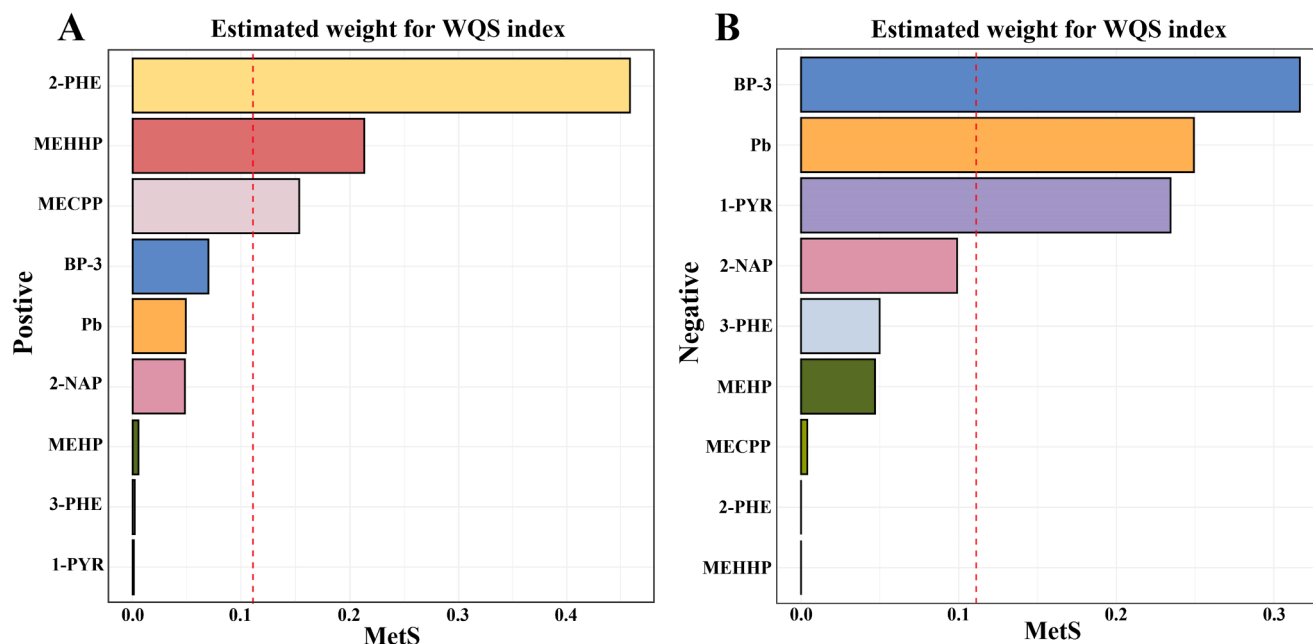 A
Estimated weight for WQS index
2-PHE
MEHHP
MECPP
BP-3
Pb
2-NAP
MEHP
3-PHE
1-PYR
Postive
0.0 0.1 0.2 0.3 0.4
MetS
B
Estimated weight for WQS index
BP-3
Pb
1-PYR
2-NAP
3-PHE
MEHP
MECPP
2-PHE
MEHHP
Negative
0.0 0.1 0.2 0.3
MetS